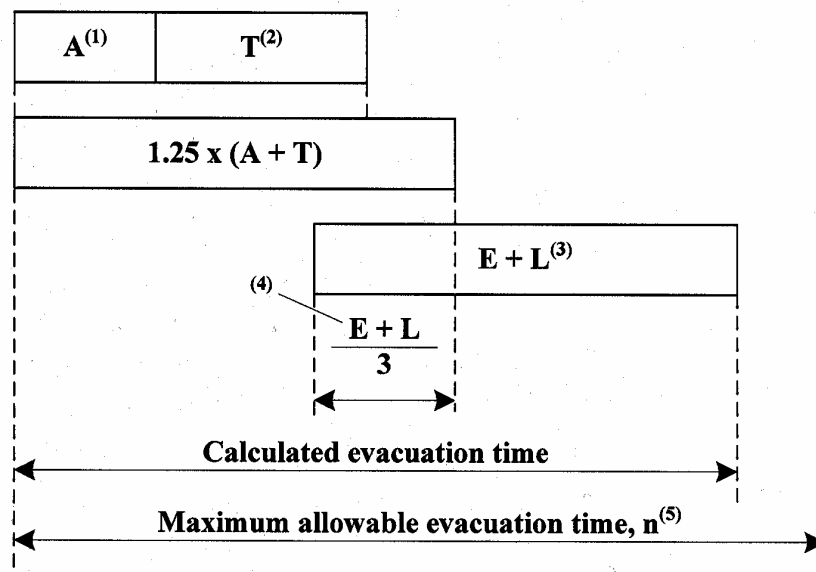 A(1) T(2)
1.25 x (A + T)
E + L(3)
(4)
E + L
3
Calculated evacuation time
Maximum allowable evacuation time, n(5)